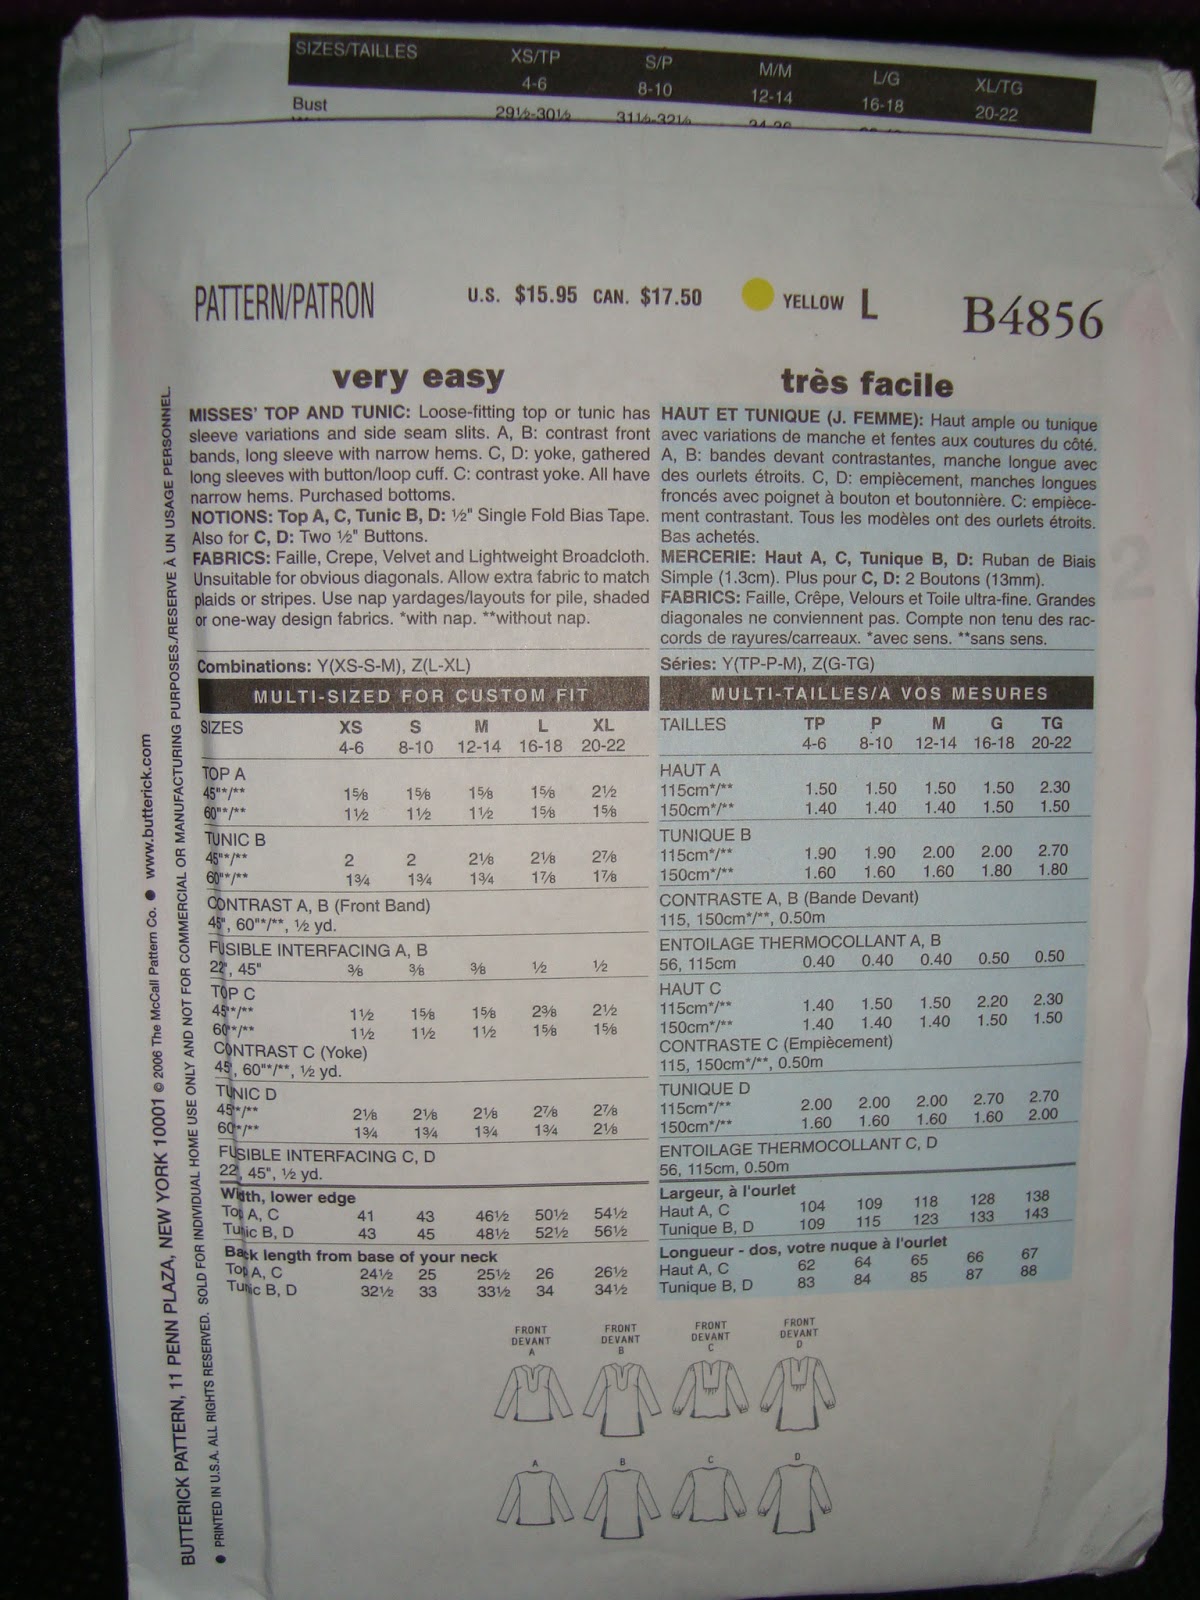 SIZES/TAILLES XS/TP S/P M/M L/G XL/TG
4-6 8-10 12-14 16-18 20-22
Bust 29½-30½ 31½-32½ 34-36
PATTERN/PATRON U.S. $15.95 CAN. $17.50 YELLOW L B4856
very easy
MISSES' TOP AND TUNIC: Loose-fitting top or tunic has
sleeve variations and side seam slits. A, B: contrast front
bands, long sleeve with narrow hems. C, D: yoke, gathered
long sleeves with button/loop cuff. C: contrast yoke. All have
narrow hems. Purchased bottoms.
NOTIONS: Top A, C, Tunic B, D: ½" Single Fold Bias Tape.
Also for C, D: Two ½" Buttons.
FABRICS: Faille, Crepe, Velvet and Lightweight Broadcloth.
Unsuitable for obvious diagonals. Allow extra fabric to match
plaids or stripes. Use nap yardages/layouts for pile, shaded
or one-way design fabrics. *with nap. **without nap.
Combinations: Y(XS-S-M), Z(L-XL)
MULTI-SIZED FOR CUSTOM FIT
SIZES XS S M L XL
4-6 8-10 12-14 16-18 20-22
TOP A
45"*/** 1⅝ 1⅝ 1⅝ 1⅝ 2½
60"*/** 1½ 1½ 1½ 1⅝ 1⅝
TUNIC B
45"*/** 2 2 2⅛ 2⅛ 2⅞
60"*/** 1¾ 1¾ 1¾ 1⅞ 1⅞
CONTRAST A, B (Front Band)
45", 60"*/**, ½ yd.
FUSIBLE INTERFACING A, B
22", 45" ⅜ ⅜ ⅜ ½ ½
TOP C
45"*/** 1½ 1⅝ 1⅝ 2⅜ 2½
60"*/** 1½ 1½ 1½ 1⅝ 1⅝
CONTRAST C (Yoke)
45", 60"*/**, ½ yd.
TUNIC D
45"*/** 2⅛ 2⅛ 2⅛ 2⅞ 2⅞
60"*/** 1¾ 1¾ 1¾ 1¾ 2⅛
FUSIBLE INTERFACING C, D
22", 45", ½ yd.
Width, lower edge
Top A, C 41 43 46½ 50½ 54½
Tunic B, D 43 45 48½ 52½ 56½
Back length from base of your neck
Top A, C 24½ 25 25½ 26 26½
Tunic B, D 32½ 33 33½ 34 34½
très facile
HAUT ET TUNIQUE (J. FEMME): Haut ample ou tunique
avec variations de manche et fentes aux coutures du côté.
A, B: bandes devant contrastantes, manche longue avec
des ourlets étroits. C, D: empiècement, manches longues
froncés avec poignet à bouton et boutonnière. C: empièce-
ment contrastant. Tous les modèles ont des ourlets étroits.
Bas achetés.
MERCERIE: Haut A, C, Tunique B, D: Ruban de Biais
Simple (1.3cm). Plus pour C, D: 2 Boutons (13mm).
FABRICS: Faille, Crêpe, Velours et Toile ultra-fine. Grandes
diagonales ne conviennent pas. Compte non tenu des rac-
cords de rayures/carreaux. *avec sens. **sans sens.
Séries: Y(TP-P-M), Z(G-TG)
MULTI-TAILLES/A VOS MESURES
TAILLES TP P M G TG
4-6 8-10 12-14 16-18 20-22
HAUT A
115cm*/** 1.50 1.50 1.50 1.50 2.30
150cm*/** 1.40 1.40 1.40 1.50 1.50
TUNIQUE B
115cm*/** 1.90 1.90 2.00 2.00 2.70
150cm*/** 1.60 1.60 1.60 1.80 1.80
CONTRASTE A, B (Bande Devant)
115, 150cm*/**, 0.50m
ENTOILAGE THERMOCOLLANT A, B
56, 115cm 0.40 0.40 0.40 0.50 0.50
HAUT C
115cm*/** 1.40 1.50 1.50 2.20 2.30
150cm*/** 1.40 1.40 1.40 1.50 1.50
CONTRASTE C (Empiècement)
115, 150cm*/**, 0.50m
TUNIQUE D
115cm*/** 2.00 2.00 2.00 2.70 2.70
150cm*/** 1.60 1.60 1.60 1.60 2.00
ENTOILAGE THERMOCOLLANT C, D
56, 115cm, 0.50m
Largeur, à l'ourlet
Haut A, C 104 109 118 128 138
Tunique B, D 109 115 123 133 143
Longueur - dos, votre nuque à l'ourlet
Haut A, C 62 64 65 66 67
Tunique B, D 83 84 85 87 88
FRONT DEVANT A
FRONT DEVANT B
FRONT DEVANT C
FRONT DEVANT D
A B C D
BUTTERICK PATTERN, 11 PENN PLAZA, NEW YORK 10001 © 2006 The McCall Pattern Co. ● www.butterick.com
● PRINTED IN U.S.A. ALL RIGHTS RESERVED. SOLD FOR INDIVIDUAL HOME USE ONLY AND NOT FOR COMMERCIAL OR MANUFACTURING PURPOSES./RESERVE À UN USAGE PERSONNEL.